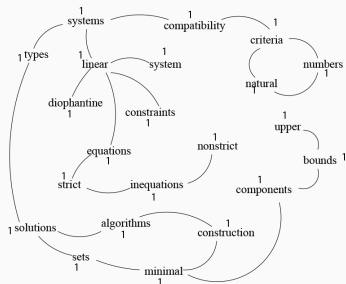 1
systems
1
compatibility
1
criteria
1 types
1
linear
1
system
numbers
1
natural
1
diophantine
1
constraints
1
1
upper
1
equations
1
nonstrict
bounds 1
1
strict
inequations
1
1
components
1 solutions
algorithms
1
1
construction
1
sets
minimal
1